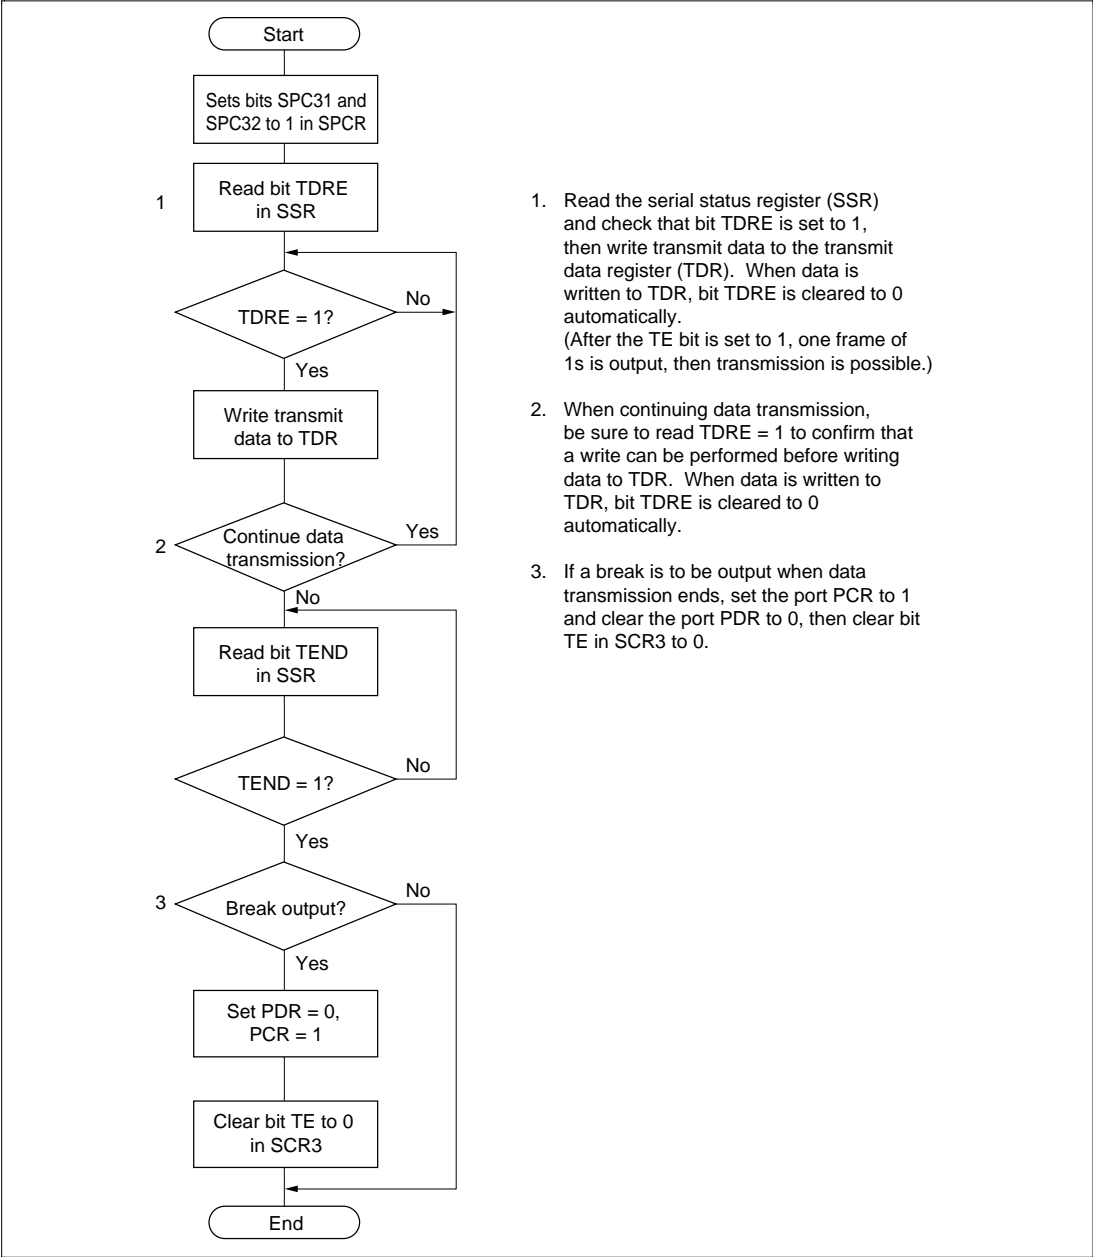 Start
Sets bits SPC31 and
SPC32 to 1 in SPCR
1
Read bit TDRE
in SSR
TDRE = 1?
No
Yes
Write transmit
data to TDR
2
Continue data
transmission?
Yes
No
Read bit TEND
in SSR
TEND = 1?
No
Yes
3
Break output?
No
Yes
Set PDR = 0,
PCR = 1
Clear bit TE to 0
in SCR3
End
1. Read the serial status register (SSR)
and check that bit TDRE is set to 1,
then write transmit data to the transmit
data register (TDR). When data is
written to TDR, bit TDRE is cleared to 0
automatically.
(After the TE bit is set to 1, one frame of
1s is output, then transmission is possible.)
2. When continuing data transmission,
be sure to read TDRE = 1 to confirm that
a write can be performed before writing
data to TDR. When data is written to
TDR, bit TDRE is cleared to 0
automatically.
3. If a break is to be output when data
transmission ends, set the port PCR to 1
and clear the port PDR to 0, then clear bit
TE in SCR3 to 0.